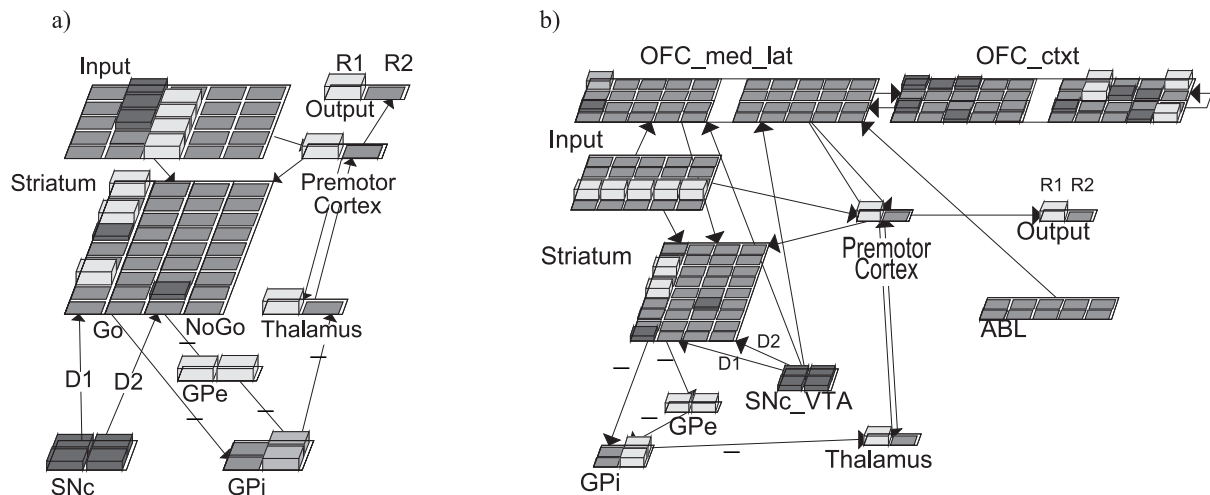 a)
R1 R2
Input
Output
Striatum
Premotor
Cortex
Go
NoGo
Thalamus
D1
D2
GPe
SNc
GPi
–
–
–
–
b)
OFC_med_lat
OFC_ctxt
Input
R1 R2
Output
Striatum
Premotor
Cortex
ABL
D2
D1
SNc_VTA
GPe
Thalamus
GPi
–
–
–
–